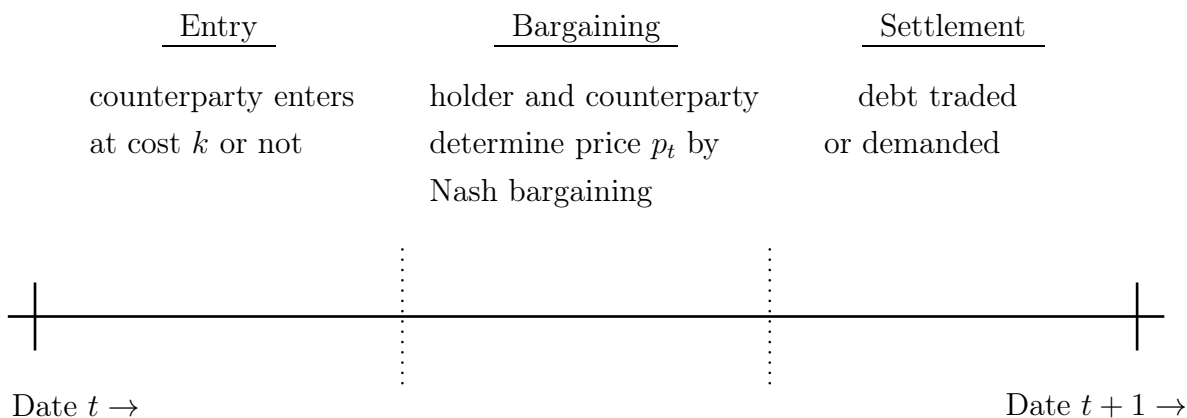 Entry
counterparty enters
at cost k or not
Bargaining
holder and counterparty
determine price p_t by
Nash bargaining
Settlement
debt traded
or demanded
Date t →
Date t + 1 →